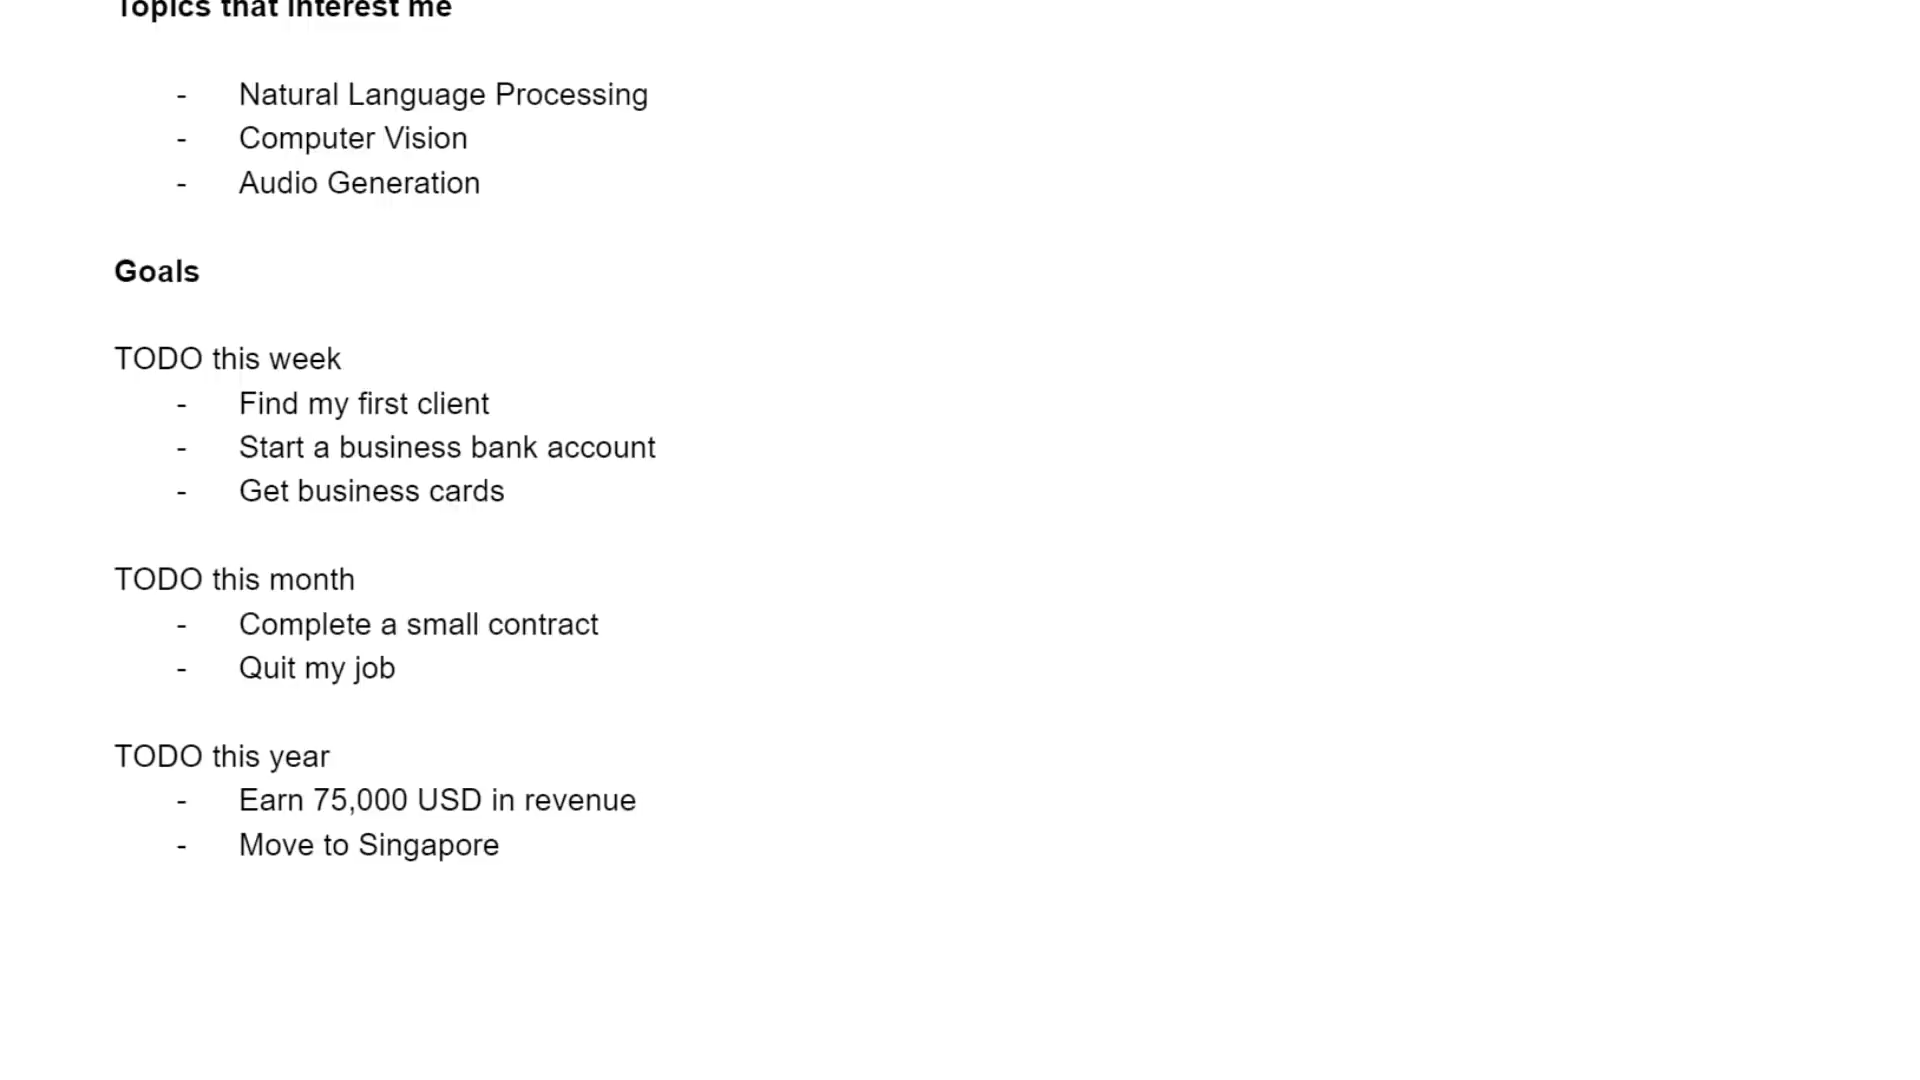 Topics that interest me
- Natural Language Processing
- Computer Vision
- Audio Generation
Goals
TODO this week
- Find my first client
- Start a business bank account
- Get business cards
TODO this month
- Complete a small contract
- Quit my job
TODO this year
- Earn 75,000 USD in revenue
- Move to Singapore